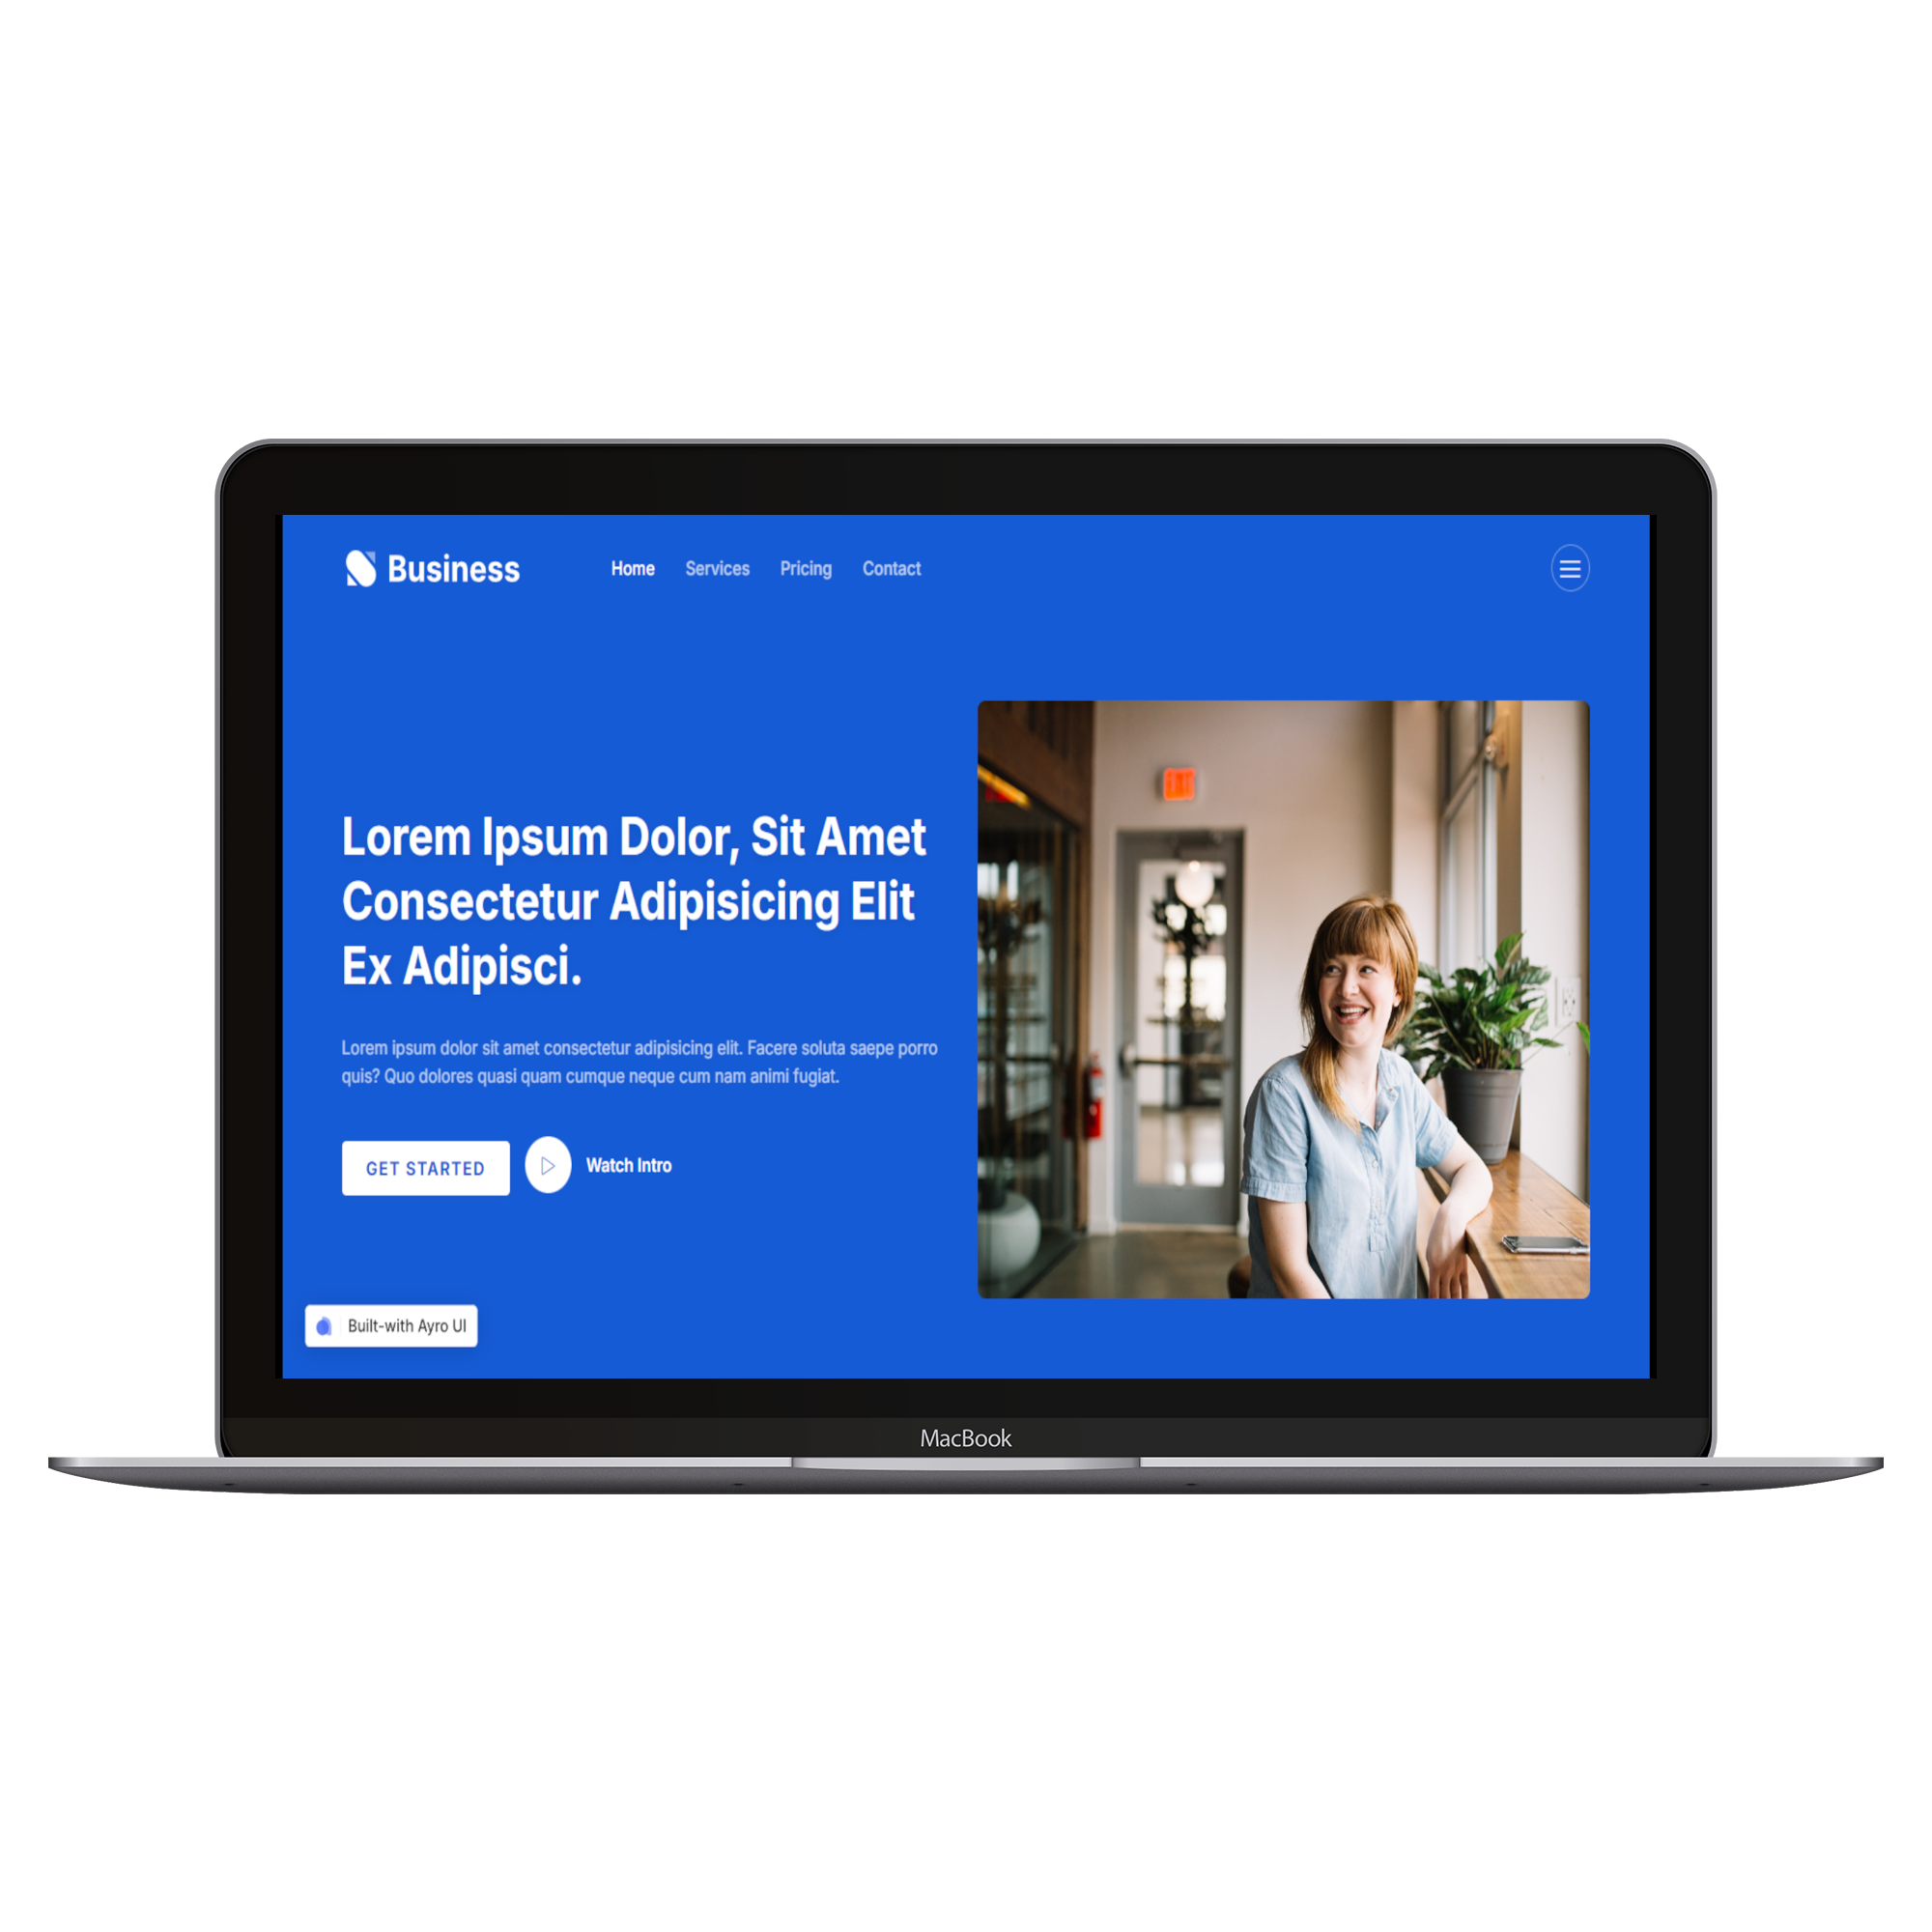 Business
Home Services Pricing Contact
EXIT
Lorem Ipsum Dolor, Sit Amet
Consectetur Adipisicing Elit
Ex Adipisci.
Lorem ipsum dolor sit amet consectetur adipisicing elit. Facere soluta saepe porro
quis? Quo dolores quasi quam cumque neque cum nam animi fugiat.
GET STARTED Watch Intro
Built-with Ayro UI
MacBook